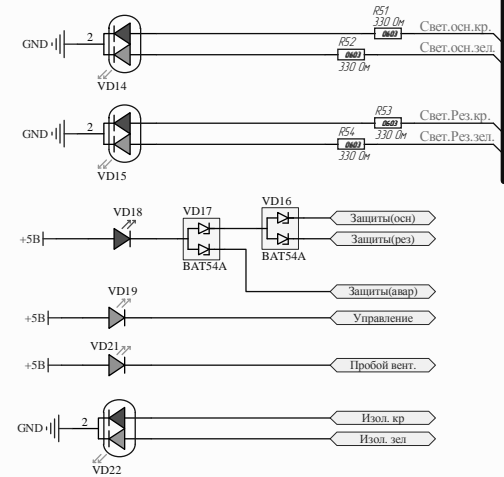 R51
330 Ом
0603
Свет.осн.кр.
R52
0603
330 Ом
Свет.осн.зел.
GND
2
VD14
R53
0603
330 Ом
Свет.Рез.кр.
R54
0603
330 Ом
Свет.Рез.зел.
GND
2
VD15
VD16
BAT54A
Защиты(осн)
Защиты(рез)
VD18
VD17
+5В
BAT54A
Защиты(авар)
VD19
+5В
Управление
VD21
+5В
Пробой вент.
GND
2
VD22
Изол. кр
Изол. зел